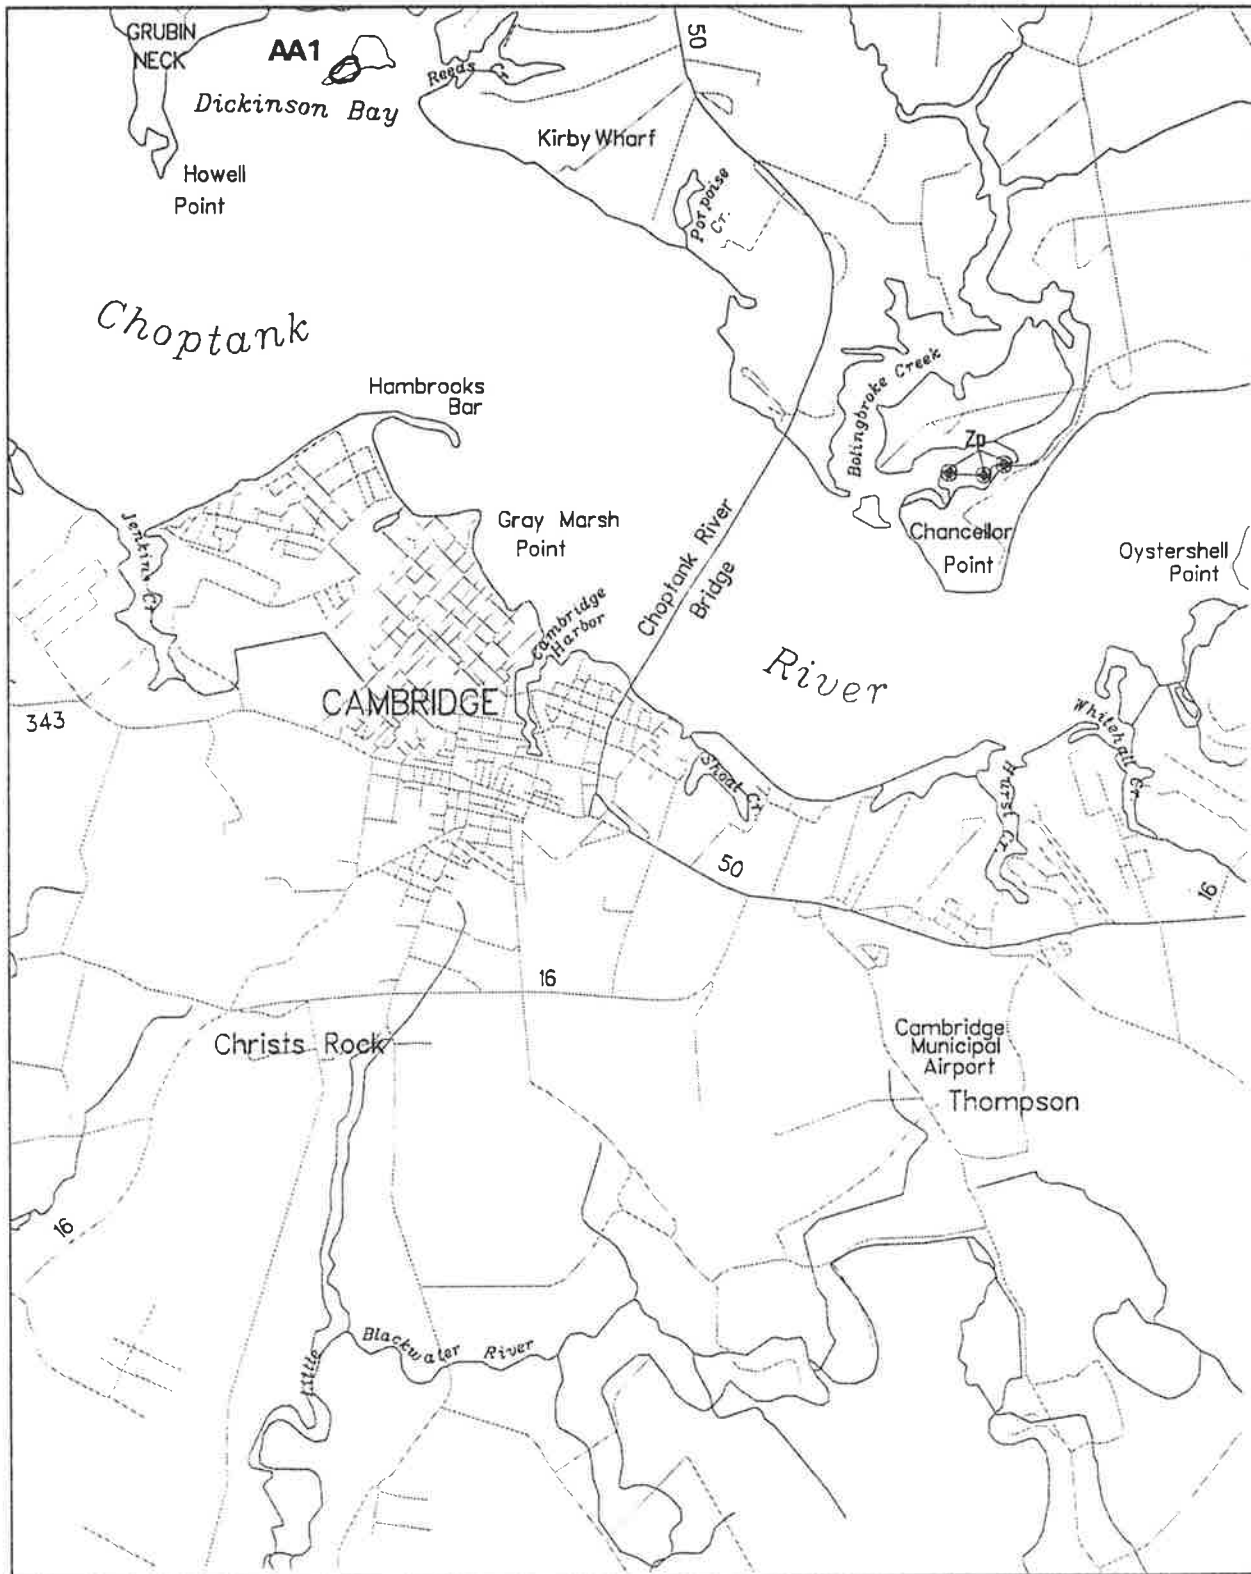 GRUBIN
NECK
AA1
50
Reeds Cr
Dickinson Bay
Kirby Wharf
Howell
Point
Porpoise
Cr.
Choptank
Hambrooks
Bar
Bolingbroke Creek
Zp
Gray Marsh
Point
Choptank River
Bridge
Chancellor
Point
Oystershell
Point
Jenkins Cr
Cambridge
Harbor
River
CAMBRIDGE
343
Whitehall Cr.
Shoal Cr.
Hurst Cr.
50
16
16
Christs Rock
Cambridge
Municipal
Airport
Thompson
16
Little Blackwater River